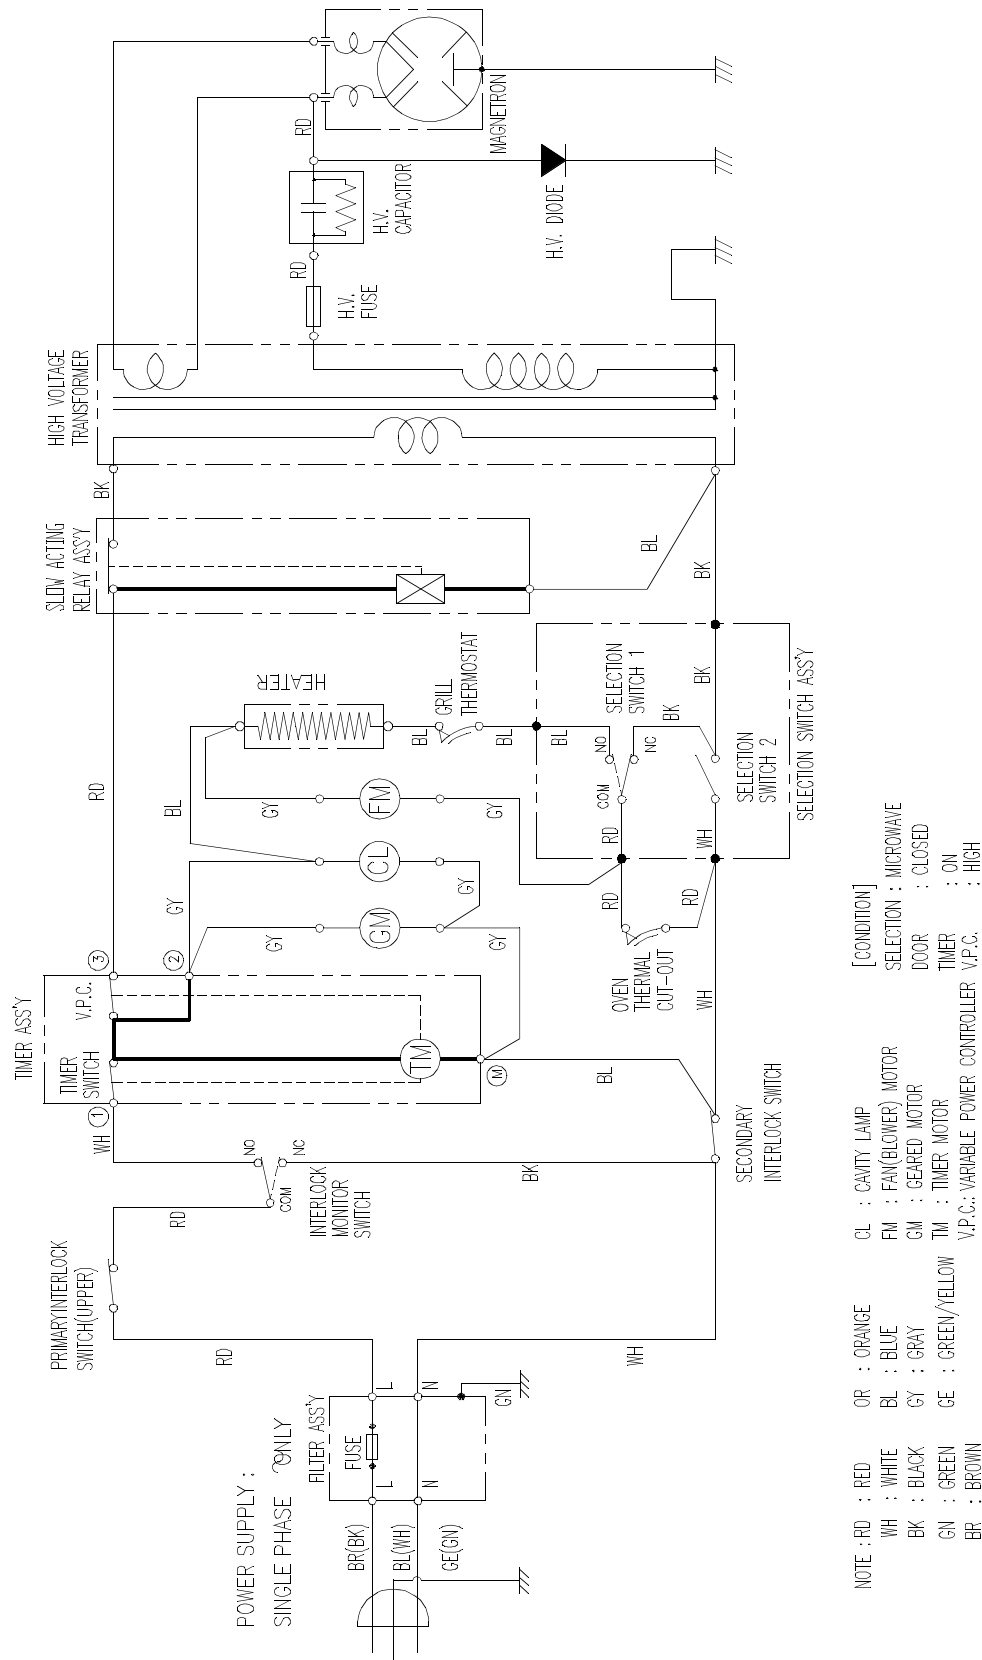 POWER SUPPLY :
SINGLE PHASE ONLY
BR(BK)
BL(WH)
GE(GN)
FILTER ASS'Y
FUSE
L
N
L
N
GN
RD
WH
PRIMARYINTERLOCK
SWITCH(UPPER)
RD
COM
NO
NC
INTERLOCK
MONITOR
SWITCH
BK
WH
SECONDARY
INTERLOCK SWITCH
TIMER ASS'Y
1
TIMER
SWITCH
V.P.C.
3
2
TM
M
BL
WH
RD
GY
GY
GM
GY
BL
CL
GY
GY
FM
GY
HEATER
BL
GRILL
THERMOSTAT
BL
OVEN
THERMAL
CUT-OUT
RD
RD
RD
WH
COM
NO
NC
BL
BK
BK
SELECTION
SWITCH 1
SELECTION
SWITCH 2
SELECTION SWITCH ASS'Y
SLOW ACTING
RELAY ASS'Y
BK
BL
BK
HIGH VOLTAGE
TRANSFORMER
H.V.
FUSE
RD
H.V.
CAPACITOR
RD
H.V. DIODE
MAGNETRON
NOTE : RD : RED
WH : WHITE
BK : BLACK
GN : GREEN
BR : BROWN
OR : ORANGE
BL : BLUE
GY : GRAY
GE : GREEN/YELLOW
CL : CAVITY LAMP
FM : FAN(BLOWER) MOTOR
GM : GEARED MOTOR
TM : TIMER MOTOR
V.P.C.: VARIABLE POWER CONTROLLER
[CONDITION]
SELECTION : MICROWAVE
DOOR : CLOSED
TIMER : ON
V.P.C. : HIGH